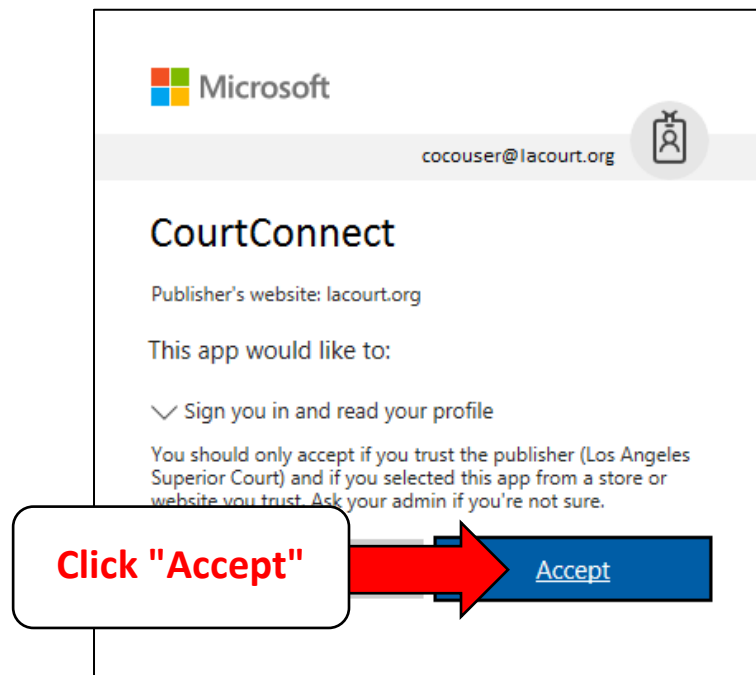 Microsoft
cocouser@lacourt.org
CourtConnect
Publisher's website: lacourt.org
This app would like to:
Sign you in and read your profile
You should only accept if you trust the publisher (Los Angeles
Superior Court) and if you selected this app from a store or
website you trust. Ask your admin if you're not sure.
Click "Accept"
Accept